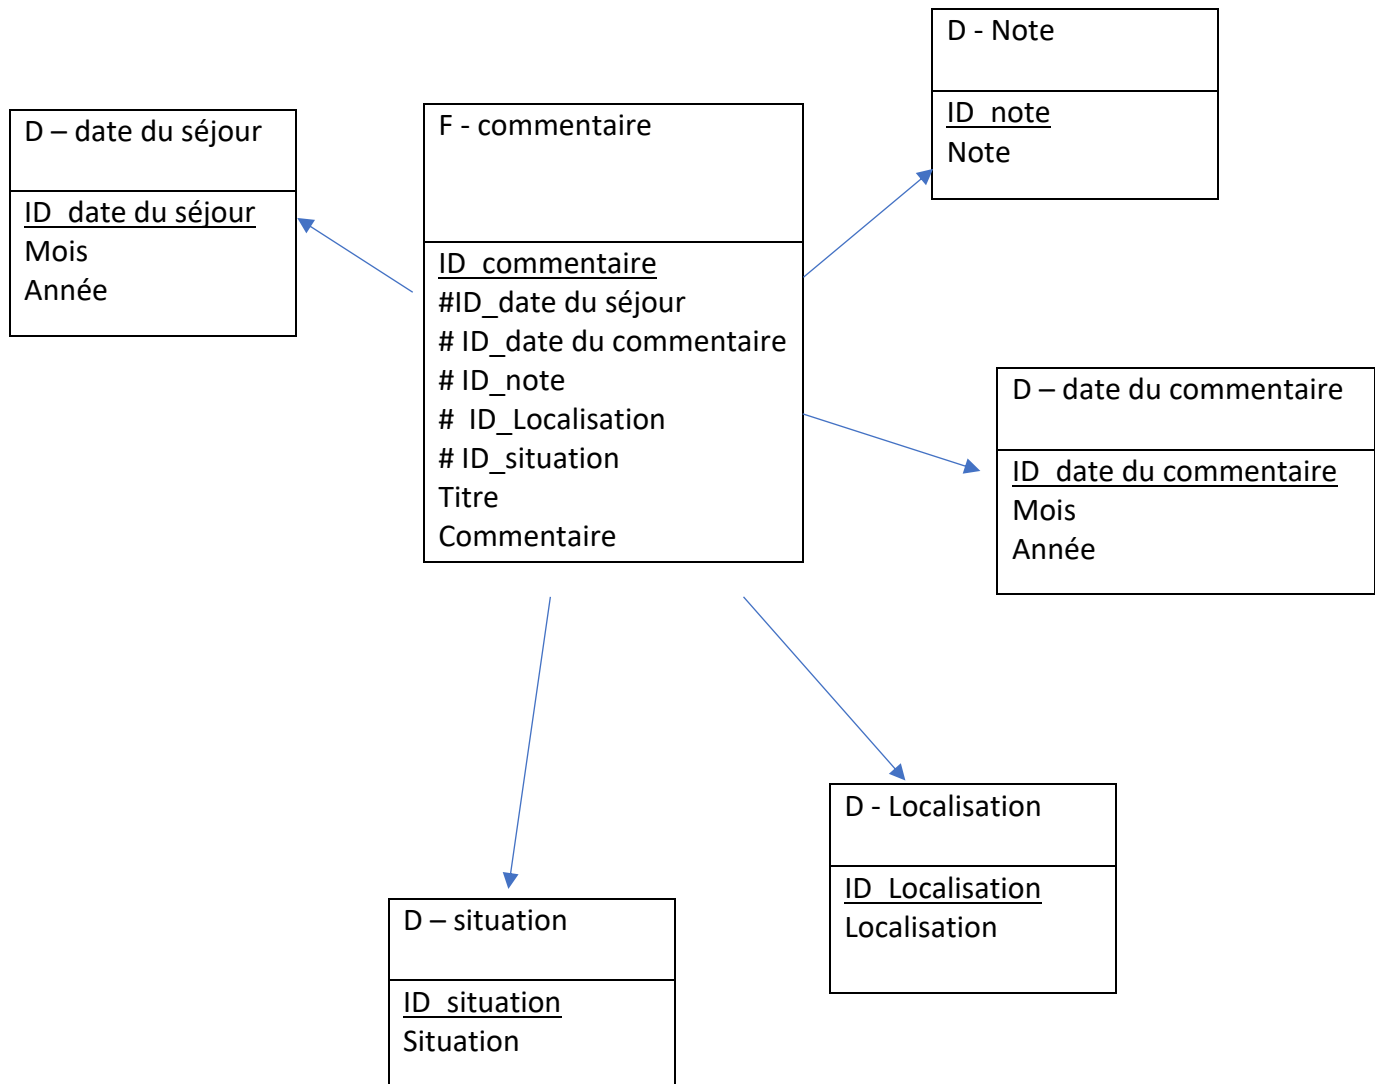 D - Note
ID_note
Note
D – date du séjour
ID_date du séjour
Mois
Année
F - commentaire
ID_commentaire
#ID_date du séjour
# ID_date du commentaire
# ID_note
#  ID_Localisation
# ID_situation
Titre
Commentaire
D – date du commentaire
ID_date du commentaire
Mois
Année
D - Localisation
ID_Localisation
Localisation
D – situation
ID_situation
Situation